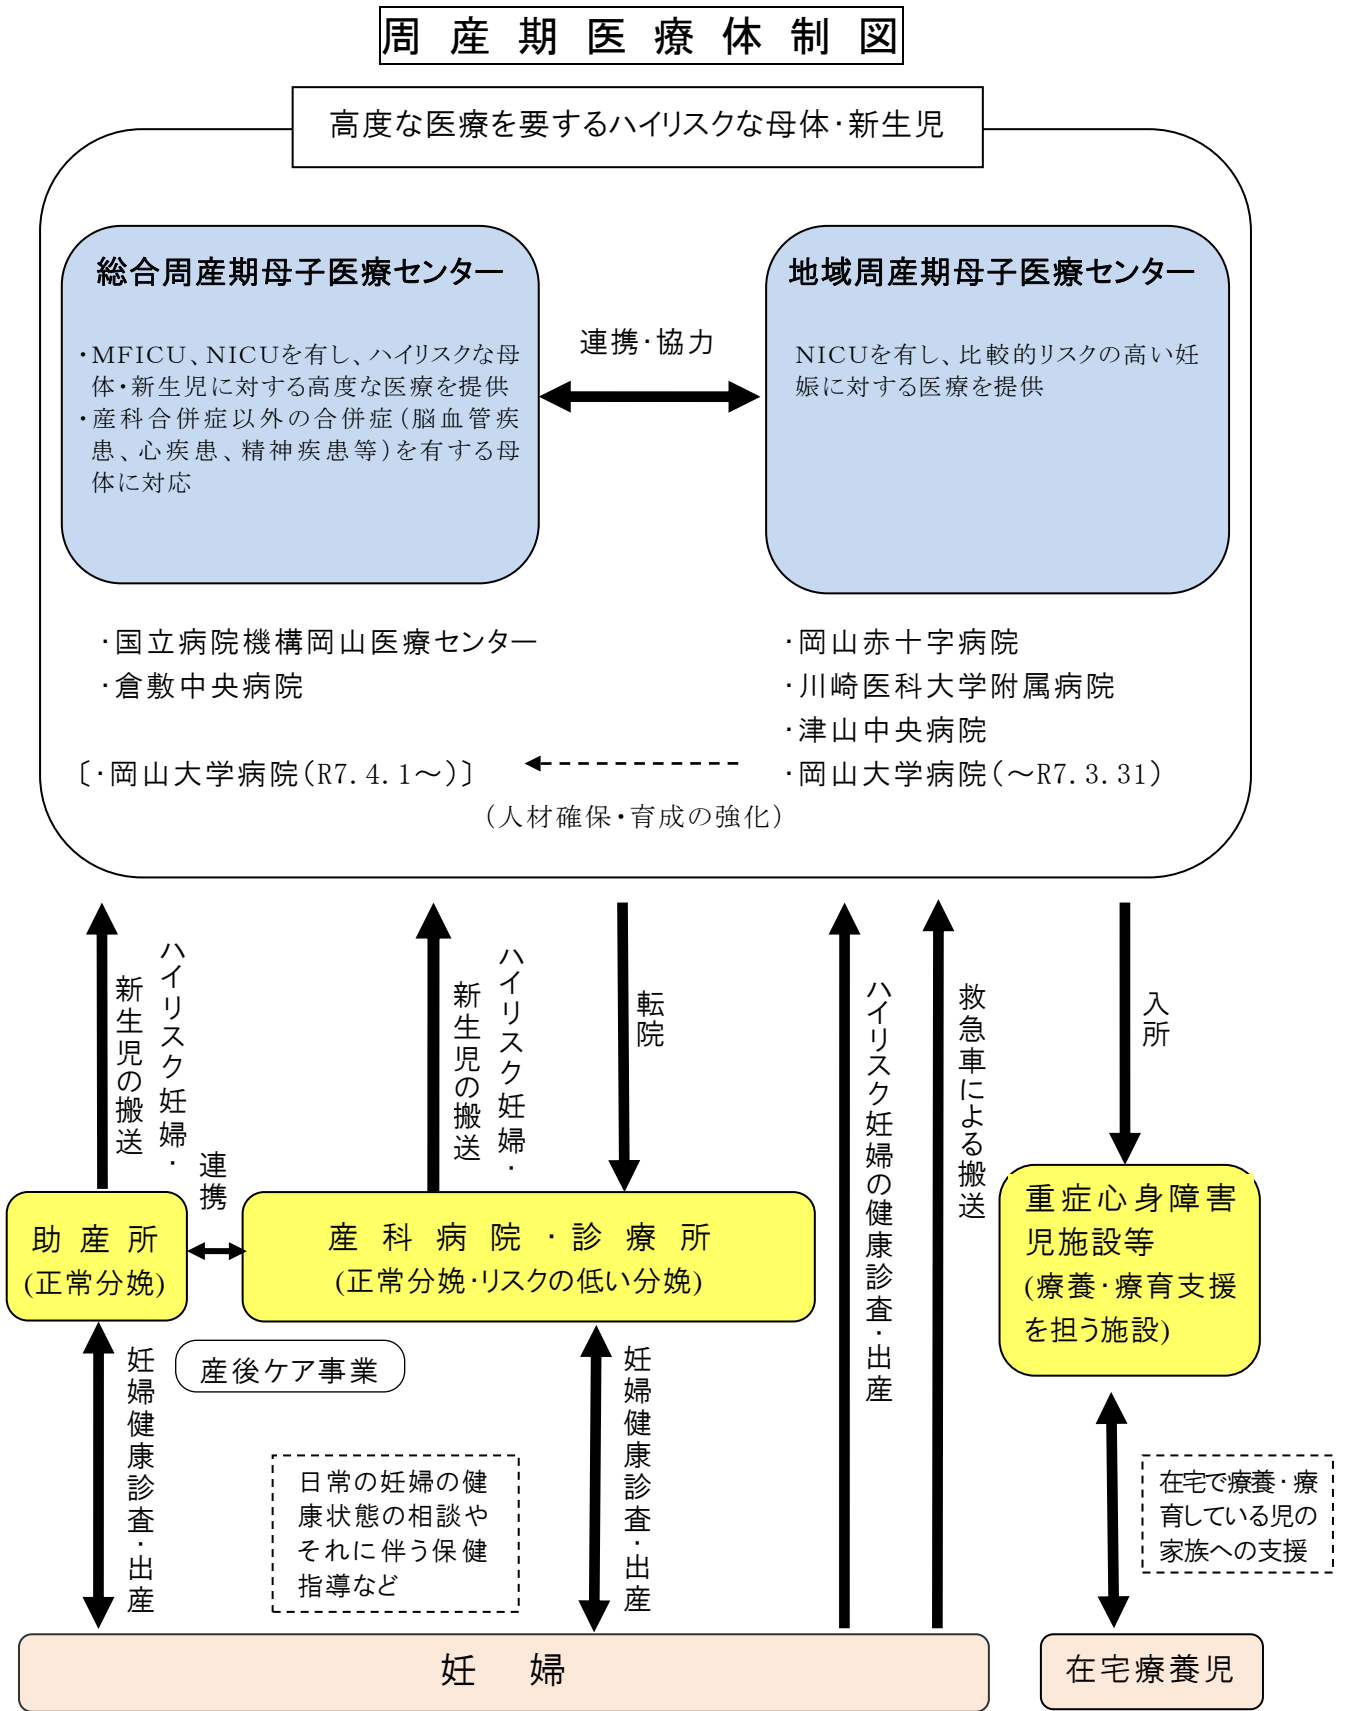 周産期医療体制図
高度な医療を要するハイリスクな母体・新生児
総合周産期母子医療センター
・MFICU、NICUを有し、ハイリスクな母
体・新生児に対する高度な医療を提供
・産科合併症以外の合併症（脳血管疾
患、心疾患、精神疾患等）を有する母
体に対応
連携・協力
地域周産期母子医療センター
NICUを有し、比較的リスクの高い妊
娠に対する医療を提供
・国立病院機構岡山医療センター
・倉敷中央病院
〔・岡山大学病院（R7.4.1～）〕
・岡山赤十字病院
・川崎医科大学附属病院
・津山中央病院
・岡山大学病院（～R7.3.31）
（人材確保・育成の強化）
ハイリスク妊婦・
新生児の搬送
連携
ハイリスク妊婦・
新生児の搬送
転院
ハイリスク妊婦の健康診査・出産
救急車による搬送
入所
助産所
(正常分娩)
産科病院・診療所
(正常分娩・リスクの低い分娩)
重症心身障害
児施設等
(療養・療育支援
を担う施設)
妊婦健康診査・出産
産後ケア事業
日常の妊婦の健
康状態の相談や
それに伴う保健
指導など
妊婦健康診査・出産
在宅で療養・療
育している児の
家族への支援
妊婦
在宅療養児